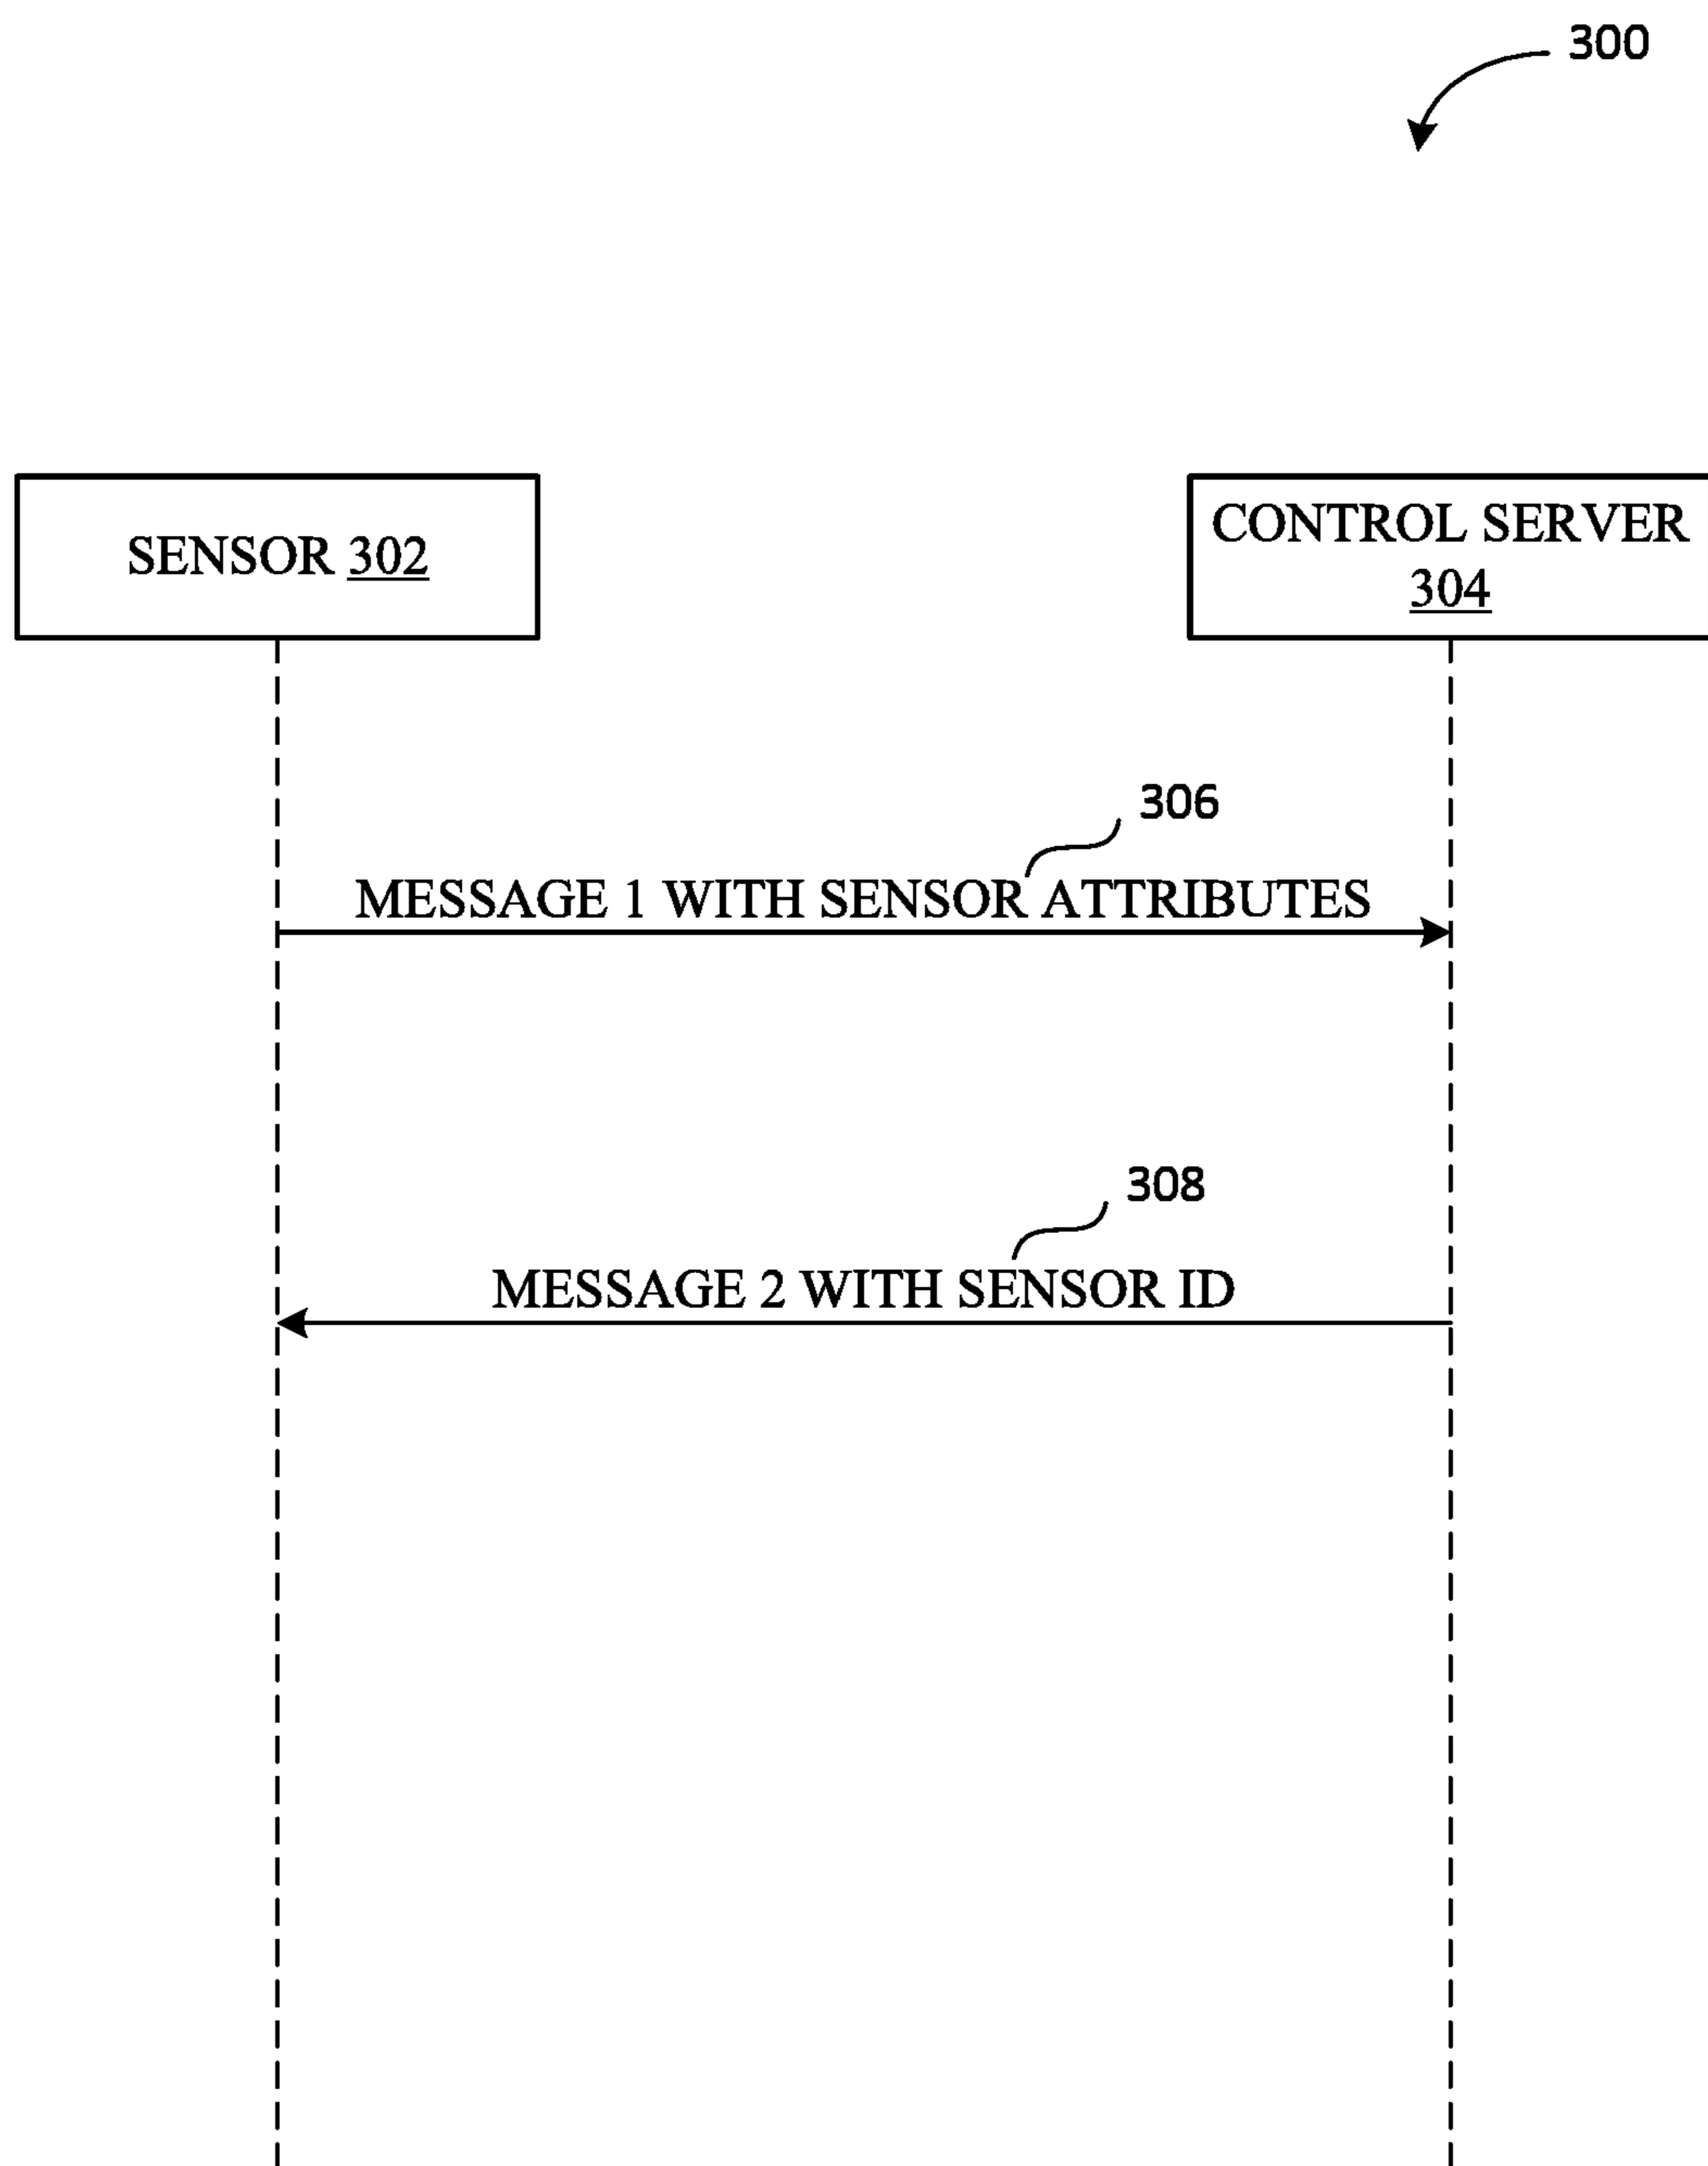 300
SENSOR 302
CONTROL SERVER
304
306
MESSAGE 1 WITH SENSOR ATTRIBUTES
308
MESSAGE 2 WITH SENSOR ID